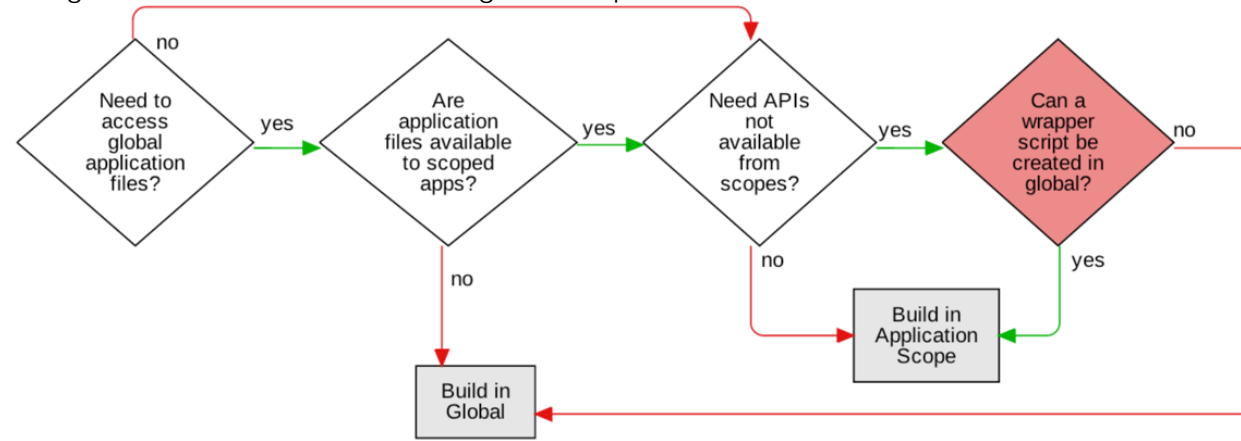 no
Need to
access
global
application
files?
yes
Are
application
files available
to scoped
apps?
yes
Need APIs
not
available
from
scopes?
yes
Can a
wrapper
script be
created in
global?
no
no
no
yes
Build in
Application
Scope
Build in
Global